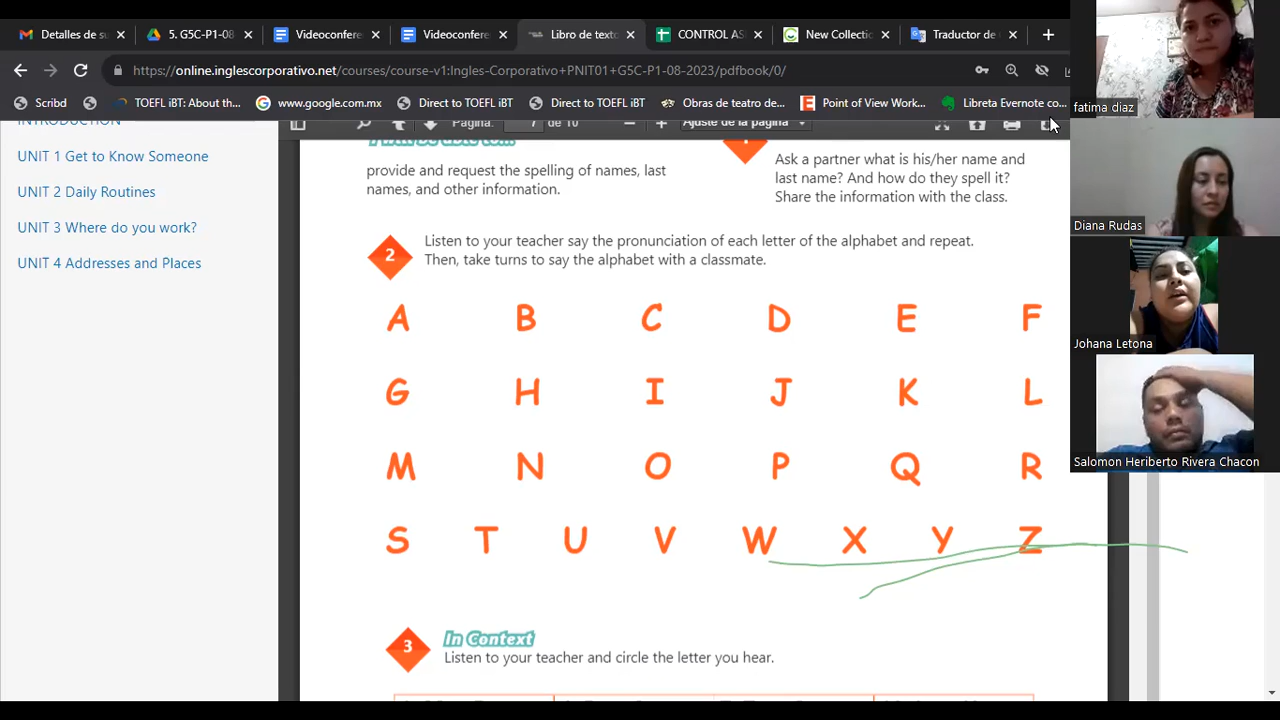 Detalles de su
5. G5C-P1-08
Videoconfere
Videoconfere
Libro de texto
CONTROL AS
New Collectio
Traductor de
https://online.inglescorporativo.net/courses/course-v1:Ingles-Corporativo+PNIT01+G5C-P1-08-2023/pdfbook/0/
Scribd
TOEFL iBT: About th...
www.google.com.mx
Direct to TOEFL iBT
Direct to TOEFL iBT
Obras de teatro de...
Point of View Work...
Libreta Evernote co...
INTRODUCTION
UNIT 1 Get to Know Someone
UNIT 2 Daily Routines
UNIT 3 Where do you work?
UNIT 4 Addresses and Places
Página: 7 de 10
Ajuste de la página
I will be able to...
provide and request the spelling of names, last
names, and other information.
1
Ask a partner what is his/her name and
last name? And how do they spell it?
Share the information with the class.
2
Listen to your teacher say the pronunciation of each letter of the alphabet and repeat.
Then take turns to say the alphabet with a classmate.
A B C D E F
G H I J K L
M N O P Q R
S T U V W X Y Z
3
In Context
Listen to your teacher and circle the letter you hear.
fatima diaz
Diana Rudas
Johana Letona
Salomon Heriberto Rivera Chacon